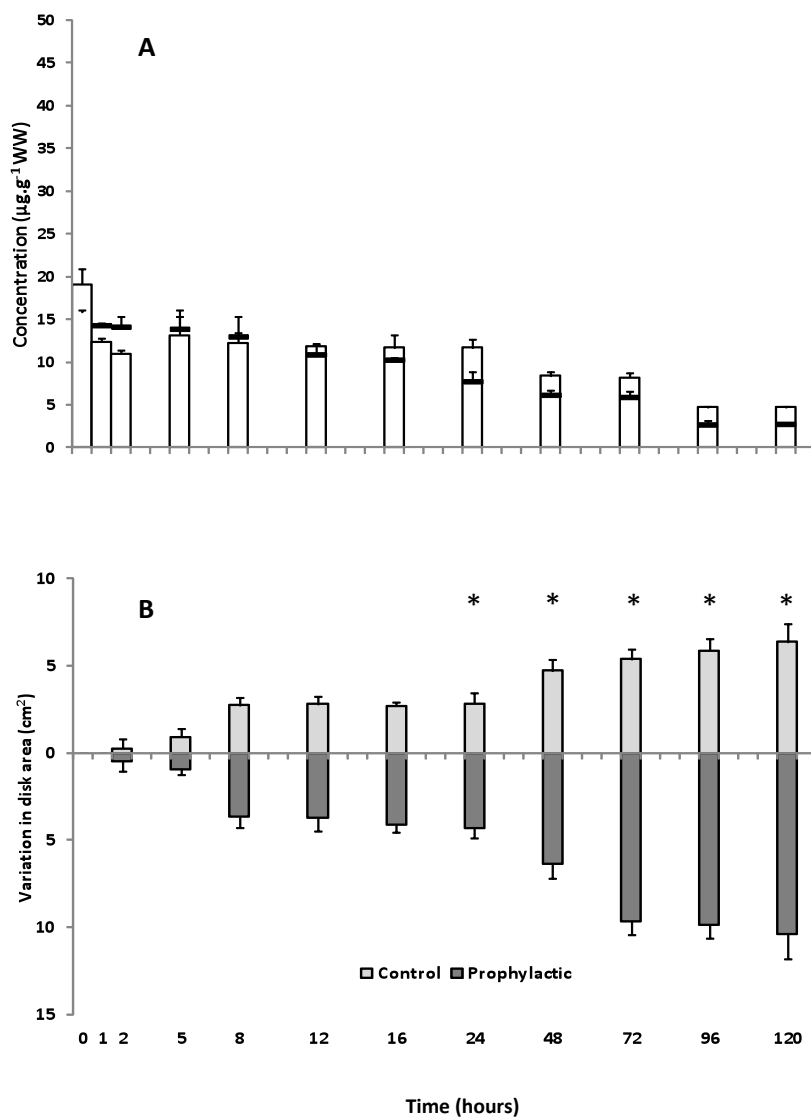 50
A
45
40
35
30
25
20
15
10
5
0
Concentration (µg.g-1 WW)
10
B
* * * * *
5
0
5
10
15
Variation in disk area (cm2)
Control Prophylactic
0 1 2 5 8 12 16 24 48 72 96 120
Time (hours)